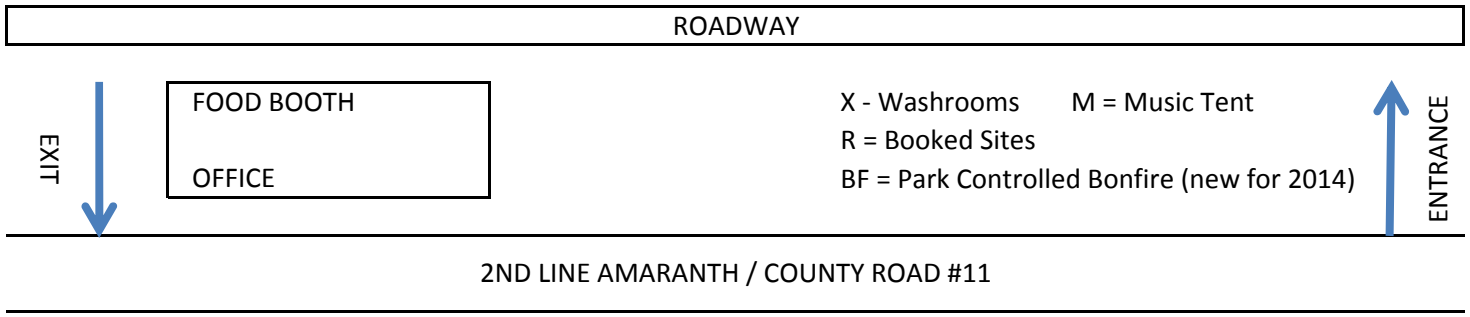 ROADWAY
EXIT
FOOD BOOTH
OFFICE
X - Washrooms M = Music Tent
R = Booked Sites
BF = Park Controlled Bonfire (new for 2014)
ENTRANCE
2ND LINE AMARANTH / COUNTY ROAD #11